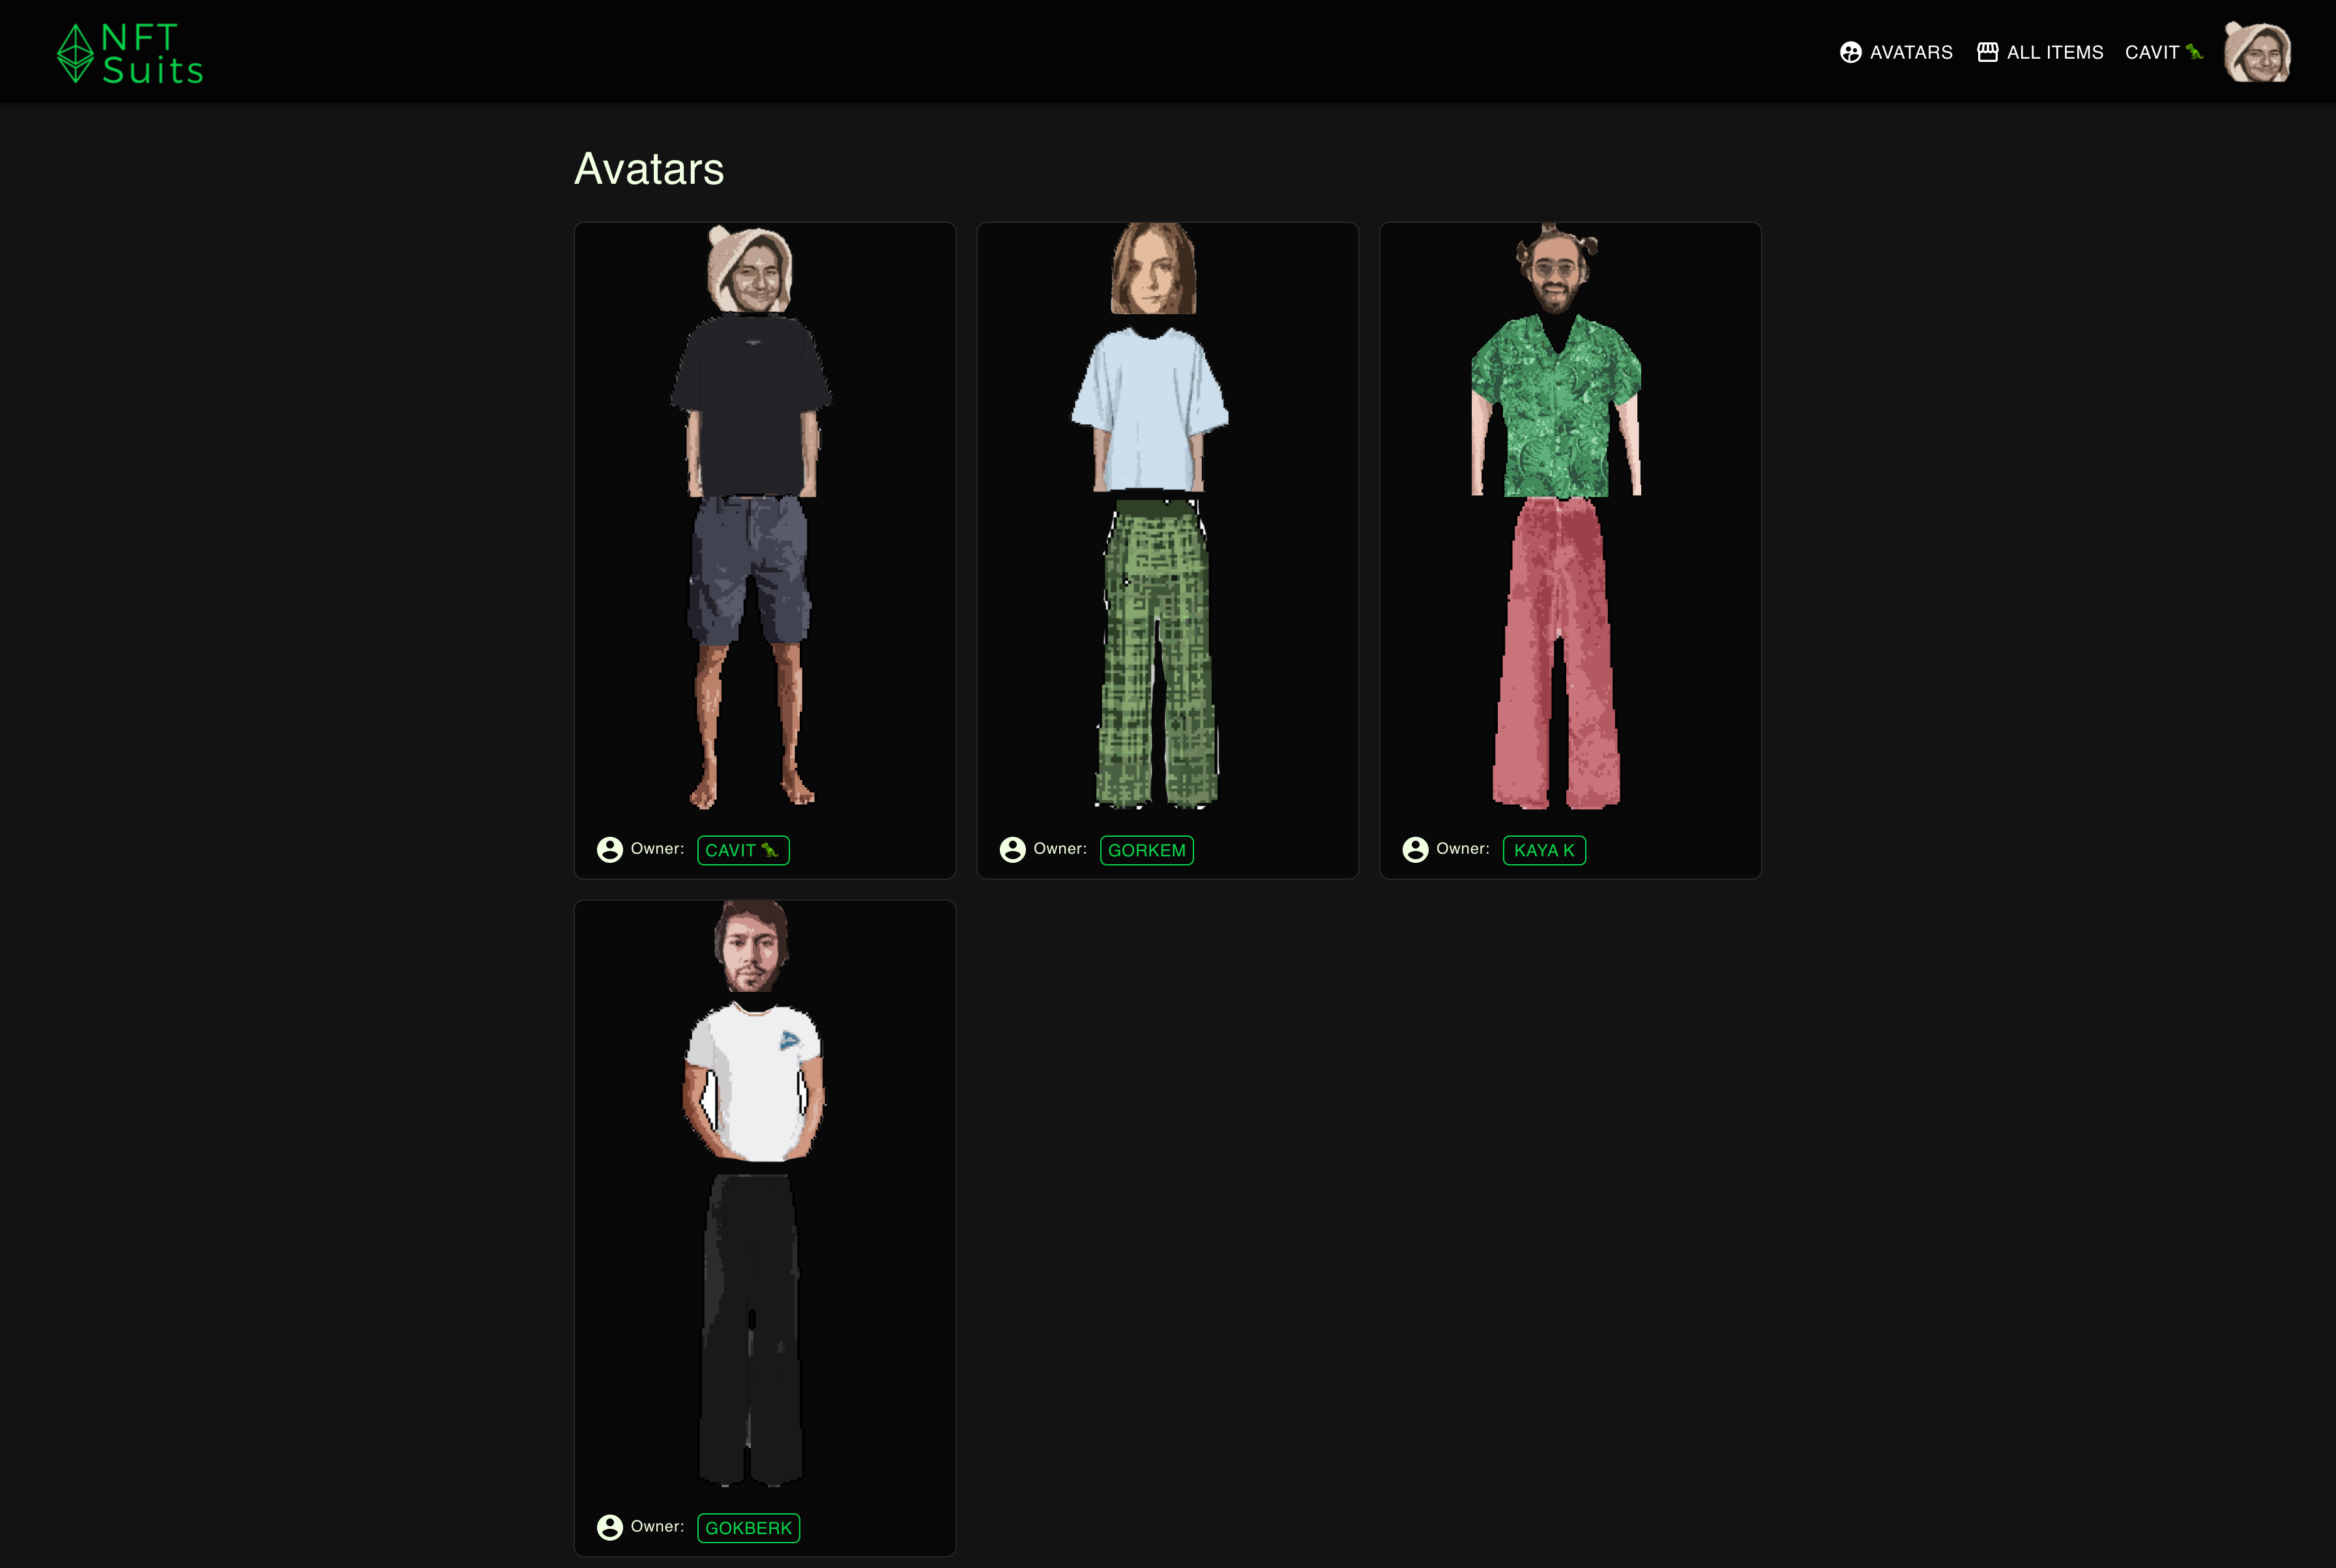 NFT
Suits
AVATARS
ALL ITEMS
CAVIT 🦖
Avatars
Owner: CAVIT 🦖
Owner: GORKEM
Owner: KAYA K
Owner: GOKBERK